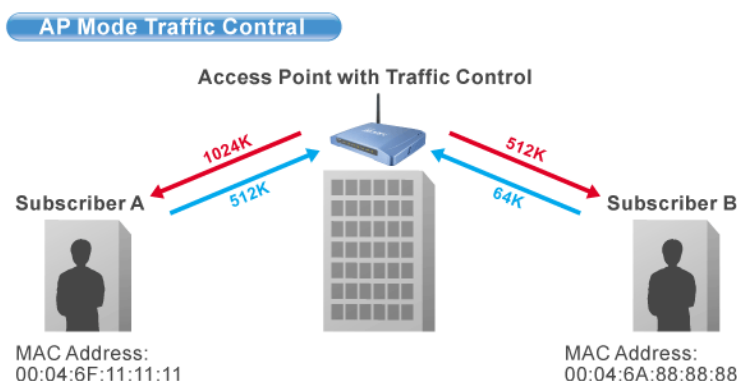 AP Mode Traffic Contral
Access Point with Traffic Control
1024K
512K
512K
64K
Subscriber A
Subscriber B
MAC Address:
00:04:6F:11:11:11
MAC Address:
00:04:6A:88:88:88